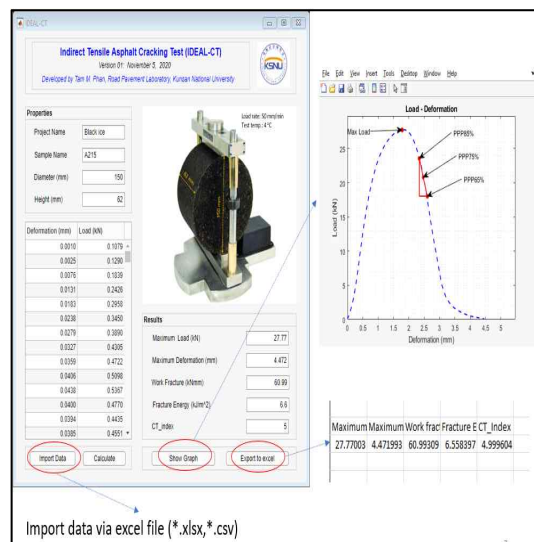 IDEAL-CT
Indirect Tensile Asphalt Cracking Test (IDEAL-CT)
Version 01: November 5, 2020
Developed by Tam M. Phan, Road Pavement Laboratory, Kunsan National University
KSNU
Properties
Project Name Black ice
Sample Name A215
Diameter (mm) 150
Height (mm) 62
Load rate: 50 mm/min
Test temp.: 4°C
62 mm
150 mm
Deformation (mm) Load (kN)
0.0010 0.1079
0.0025 0.1290
0.0076 0.1839
0.0131 0.2426
0.0183 0.2958
0.0238 0.3450
0.0279 0.3890
0.0327 0.4305
0.0359 0.4722
0.0406 0.5098
0.0438 0.5367
0.0400 0.4770
0.0394 0.4435
0.0385 0.4551
Results
Maximum Load (kN) 27.77
Maximum Deformation (mm) 4.472
Work Fracture (kNmm) 60.99
Fracture Energy (kJ/m^2) 6.6
CT_index 5
Import Data Calculate Show Graph Export to excel
File Edit View Insert Tools Desktop Window Help
Load - Deformation
Max Load
PPP85%
PPP75%
PPP65%
Load (kN)
25
20
15
10
5
0
0 0.5 1 1.5 2 2.5 3 3.5 4 4.5 5
Deformation (mm)
Maximum Maximum Work frac Fracture E CT_Index
27.77003 4.471993 60.99309 6.558397 4.999604
Import data via excel file (*.xlsx,*.csv)